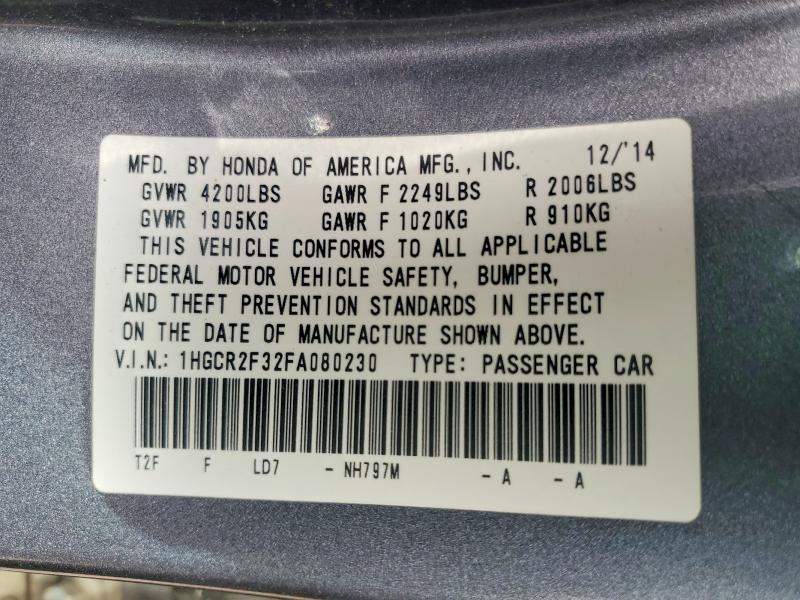 MFD. BY HONDA OF AMERICA MFG., INC. 12/'14
GVWR 4200LBS GAWR F 2249LBS R 2006LBS
GVWR 1905KG GAWR F 1020KG R 910KG
THIS VEHICLE CONFORMS TO ALL APPLICABLE
FEDERAL MOTOR VEHICLE SAFETY, BUMPER,
AND THEFT PREVENTION STANDARDS IN EFFECT
ON THE DATE OF MANUFACTURE SHOWN ABOVE.
V.I.N.: 1HGCR2F32FA080230 TYPE: PASSENGER CAR
T2F F LD7 - NH797M - A - A